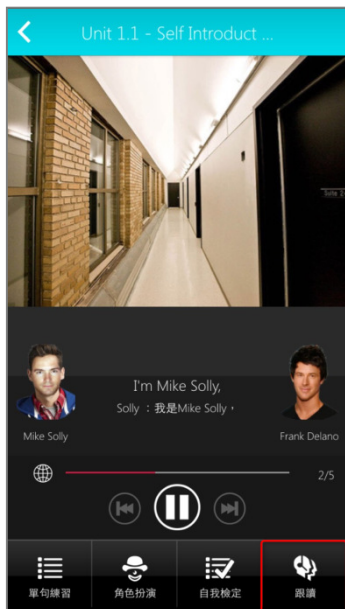 Unit 1.1 - Self Introduct ...
I'm Mike Solly,
Solly ：我是Mike Solly，
Mike Solly
Frank Delano
2/5
單句練習
角色扮演
自我檢定
跟讀